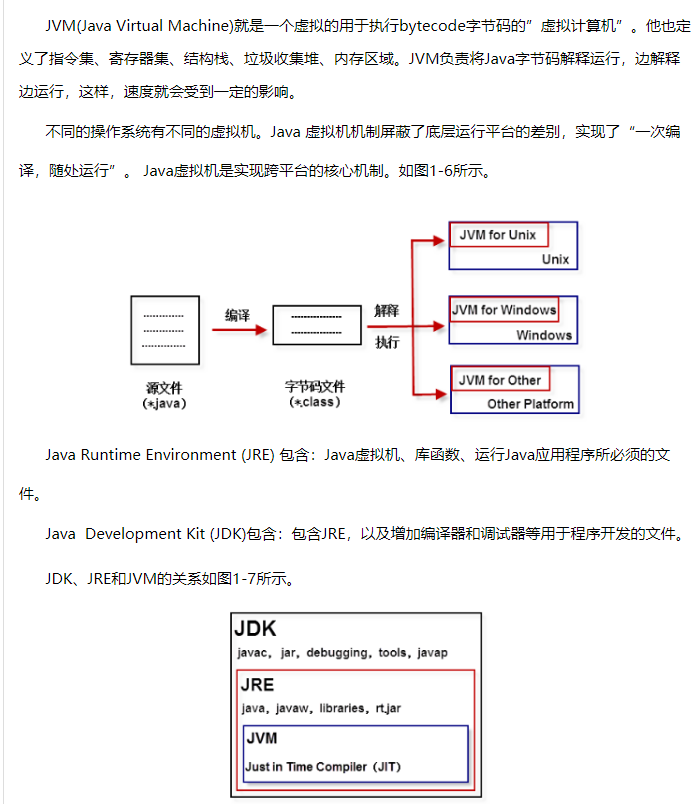 JVM(Java Virtual Machine)就是一个虚拟的用于执行bytecode字节码的”虚拟计算机”。他也定
义了指令集、寄存器集、结构栈、垃圾收集堆、内存区域。JVM负责将Java字节码解释运行，边解释
边运行，这样，速度就会受到一定的影响。
不同的操作系统有不同的虚拟机。Java 虚拟机机制屏蔽了底层运行平台的差别，实现了“一次编
译，随处运行”。 Java虚拟机是实现跨平台的核心机制。如图1-6所示。
JVM for Unix
Unix
编译
解释
执行
JVM for Windows
Windows
JVM for Other
Other Platform
源文件
(*.java)
字节码文件
(*.class)
Java Runtime Environment (JRE) 包含：Java虚拟机、库函数、运行Java应用程序所必须的文
件。
Java  Development Kit (JDK)包含：包含JRE，以及增加编译器和调试器等用于程序开发的文件。
JDK、JRE和JVM的关系如图1-7所示。
JDK
javac，jar，debugging，tools，javap
JRE
java，javaw，libraries，rt.jar
JVM
Just in Time Compiler（JIT）